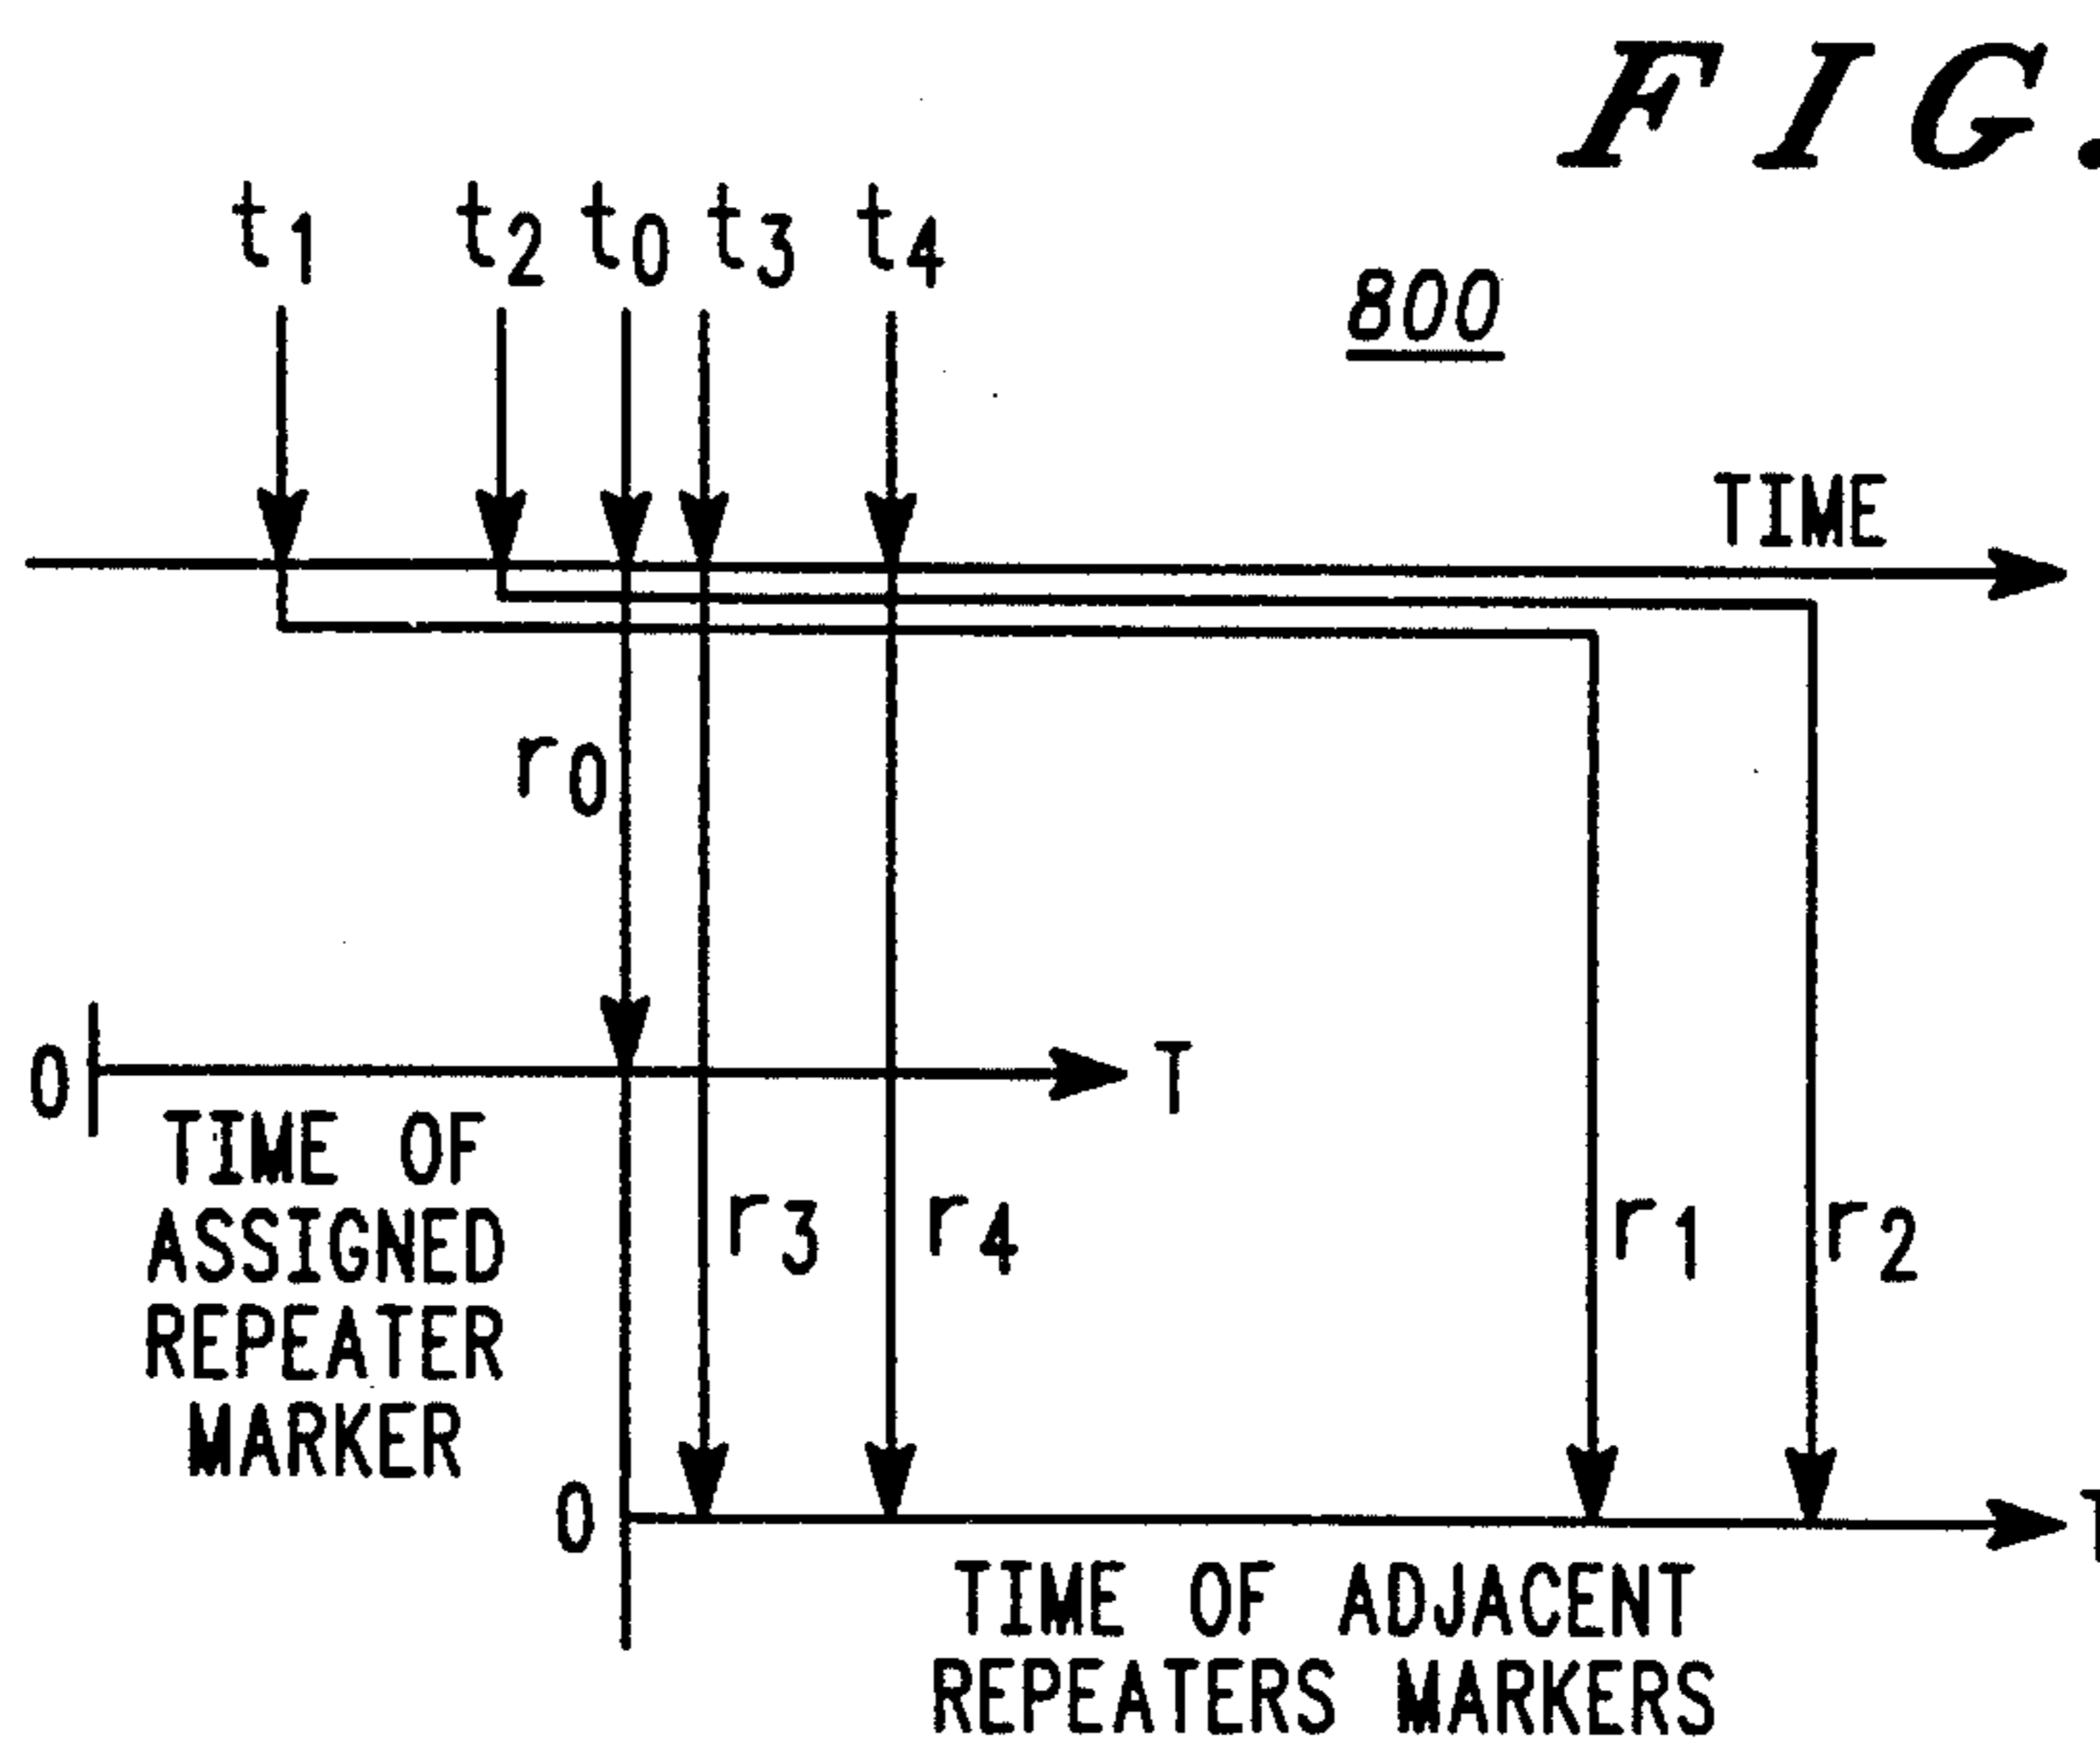 FIG.
t1 t2 t0 t3 t4
800
TIME
r0
0
T
TIME OF
ASSIGNED
REPEATER
MARKER
r3 r4 r1 r2
0
T
TIME OF ADJACENT
REPEATERS MARKERS